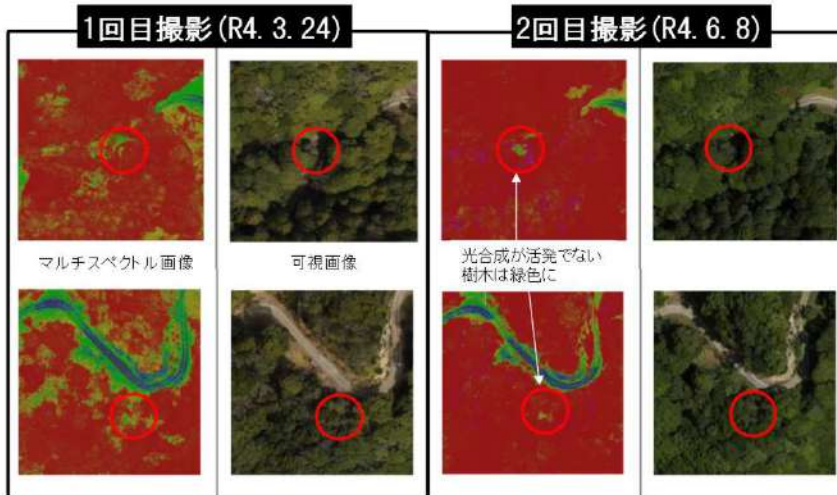 1回目撮影(R4.3.24)
2回目撮影(R4.6.8)
マルチスペクトル画像
可視画像
光合成が活発でない
樹木は緑色に